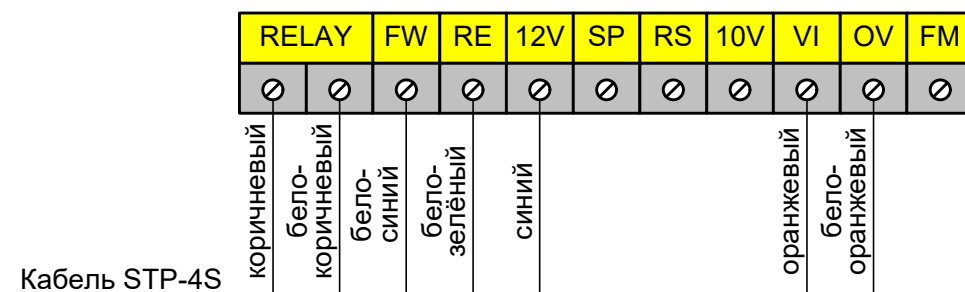 RELAY FW RE 12V SP RS 10V VI OV FM
коричневый
бело-
коричневый
бело-
синий
бело-
зелёный
синий
оранжевый
бело-
оранжевый
Кабель STP-4S